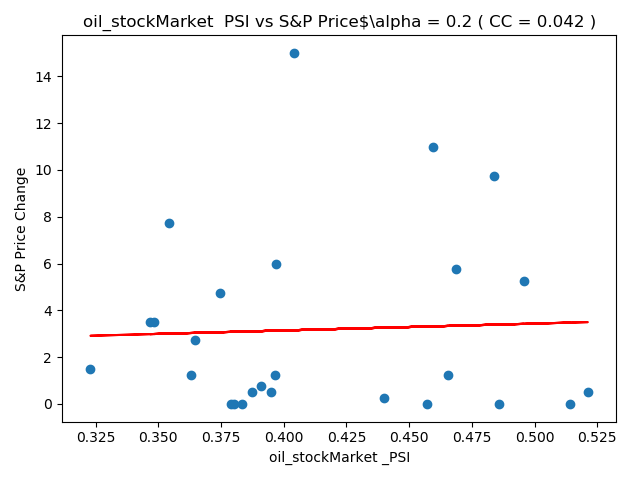 oil_stockMarket  PSI vs S&P Price$\alpha = 0.2 ( CC = 0.042 )
S&P Price Change
14
12
10
8
6
4
2
0
0.325 0.350 0.375 0.400 0.425 0.450 0.475 0.500 0.525
oil_stockMarket _PSI